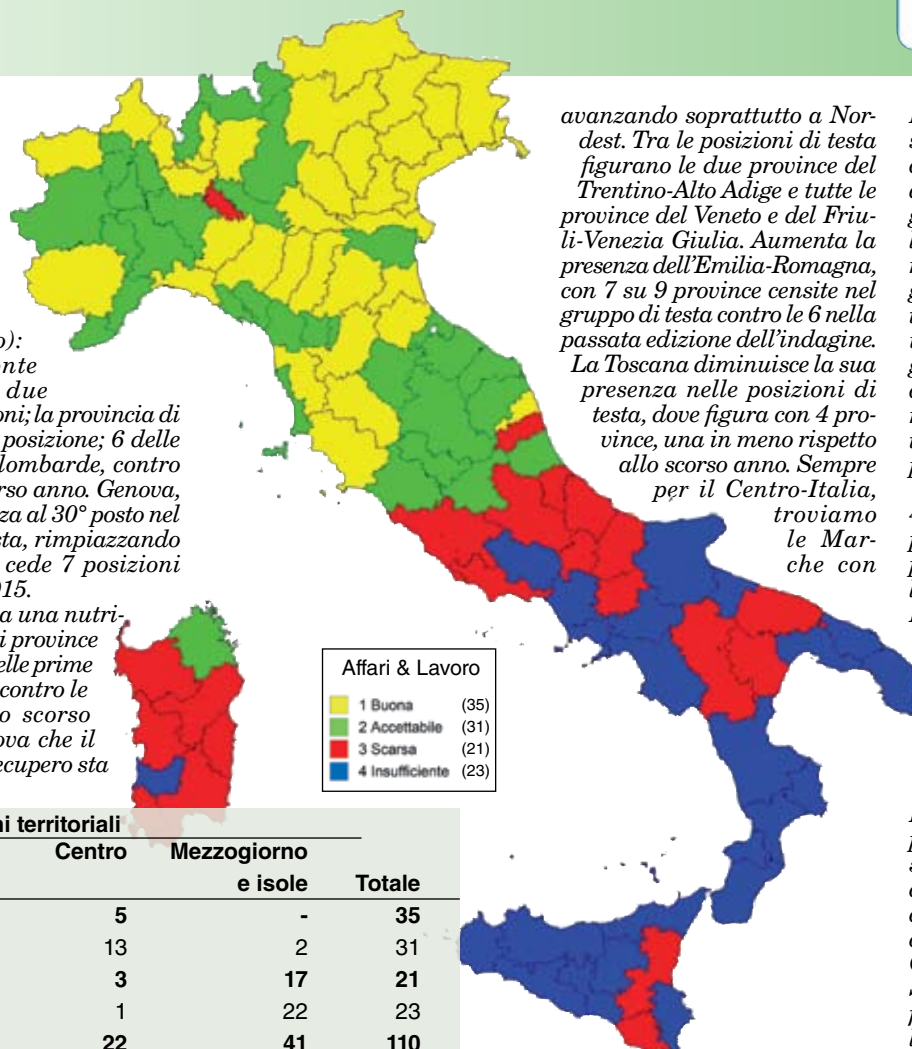 o):
onte
due
oni; la provincia di
posizione; 6 delle
lombarde, contro
rso anno. Genova,
za al 30° posto nel
sta, rimpiazzando
cede 7 posizioni
015.
a una nutri-
i province
elle prime
contro le
o scorso
ova che il
ecupero sta
avanzando soprattutto a Nor-
dest. Tra le posizioni di testa
figurano le due province del
Trentino-Alto Adige e tutte le
province del Veneto e del Friu-
li-Venezia Giulia. Aumenta la
presenza dell'Emilia-Romagna,
con 7 su 9 province censite nel
gruppo di testa contro le 6 nella
passata edizione dell'indagine.
La Toscana diminuisce la sua
presenza nelle posizioni di
testa, dove figura con 4 pro-
vince, una in meno rispetto
allo scorso anno. Sempre
per il Centro-Italia,
troviamo
le Mar-
che con
Affari & Lavoro
1 Buona (35)
2 Accettabile (31)
3 Scarsa (21)
4 Insufficiente (23)
ni territoriali
Centro Mezzogiorno
e isole Totale
5 - 35
13 2 31
3 17 21
1 22 23
22 41 110